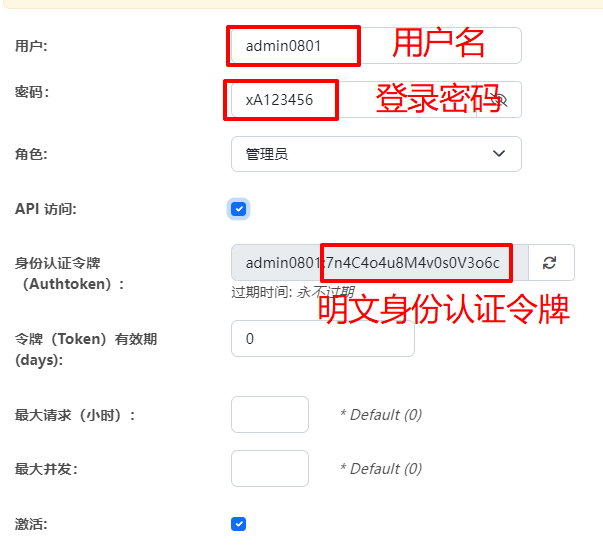 用户: admin0801 用户名
密码: xA123456 登录密码
角色: 管理员
API 访问:
身份认证令牌 admin0801:7n4C4o4u8M4v0s0V3o6c
（Authtoken）:
过期时间: 永不过期
明文身份认证令牌
令牌（Token）有效期 0
(days):
最大请求（小时）: * Default (0)
最大并发: * Default (0)
激活: